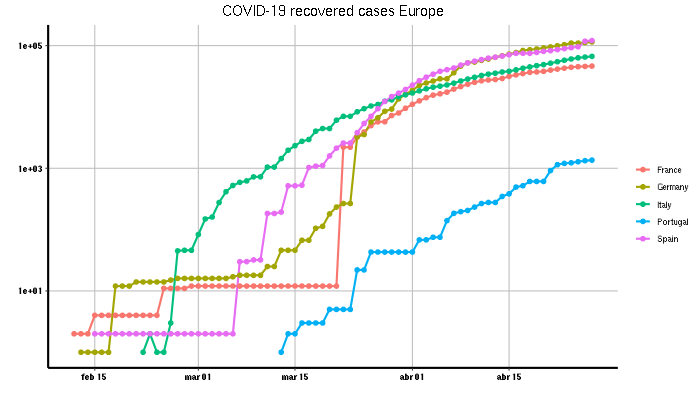 COVID-19 recovered cases Europe
1e+05
1e+03
1e+01
feb 15
mar 01
mar 15
abr 01
abr 15
France
Germany
Italy
Portugal
Spain